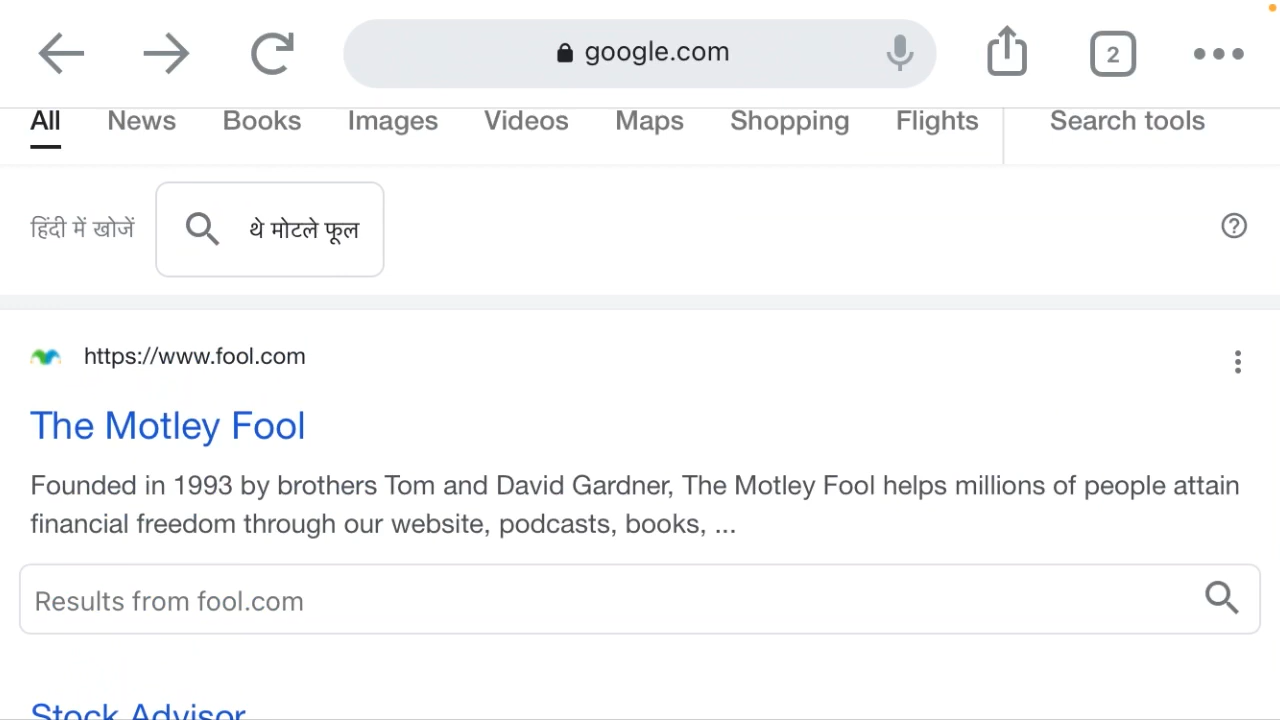 google.com
2
All News Books Images Videos Maps Shopping Flights Search tools
हिंदी में खोजें थे मोटले फूल
https://www.fool.com
The Motley Fool
Founded in 1993 by brothers Tom and David Gardner, The Motley Fool helps millions of people attain
financial freedom through our website, podcasts, books, ...
Results from fool.com
Stock Advisor